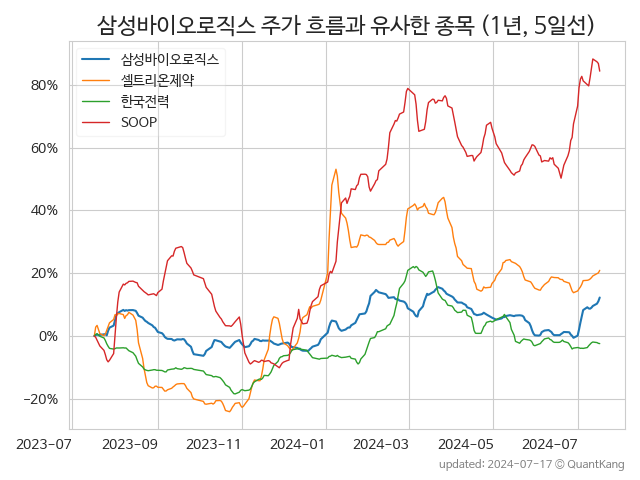 삼성바이오로직스 주가 흐름과 유사한 종목 (1년, 5일선)
삼성바이오로직스
셀트리온제약
한국전력
SOOP
80%
60%
40%
20%
0%
−20%
2023−07
2023−09
2023−11
2024−01
2024−03
2024−05
2024−07
updated: 2024-07-17 © QuantKang